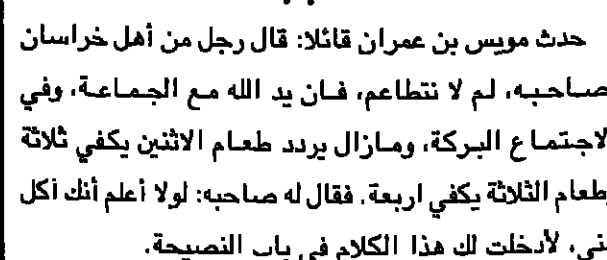 حدث مويس بن عمران قائلا: قال رجل من أهل خراسان
صاحبه، لم لا نتطاعم، فان يد الله مع الجماعة، وفي
لاجتماع البركة، ومازال يردد طعام الاثنين يكفي ثلاثة
طعام الثلاثة يكفي اربعة. فقال له صاحبه: لولا أعلم أنك أكل
ني، لأدخلت لك هذا الكلام في باب النصيحة.